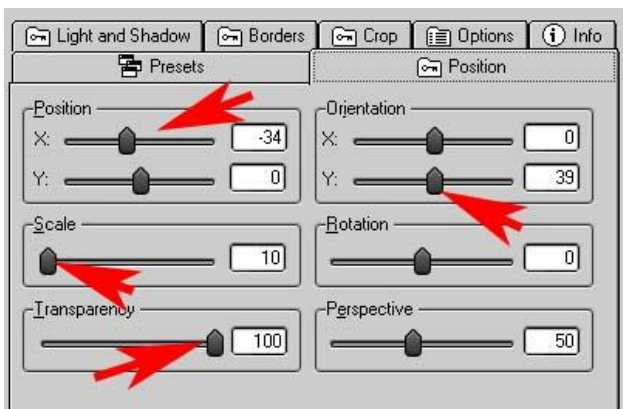 Light and Shadow Borders Crop Options Info
Presets Position
Position Orientation
X: -34 X: 0
Y: 0 Y: 39
Scale Rotation
10 0
Transparency Perspective
100 50